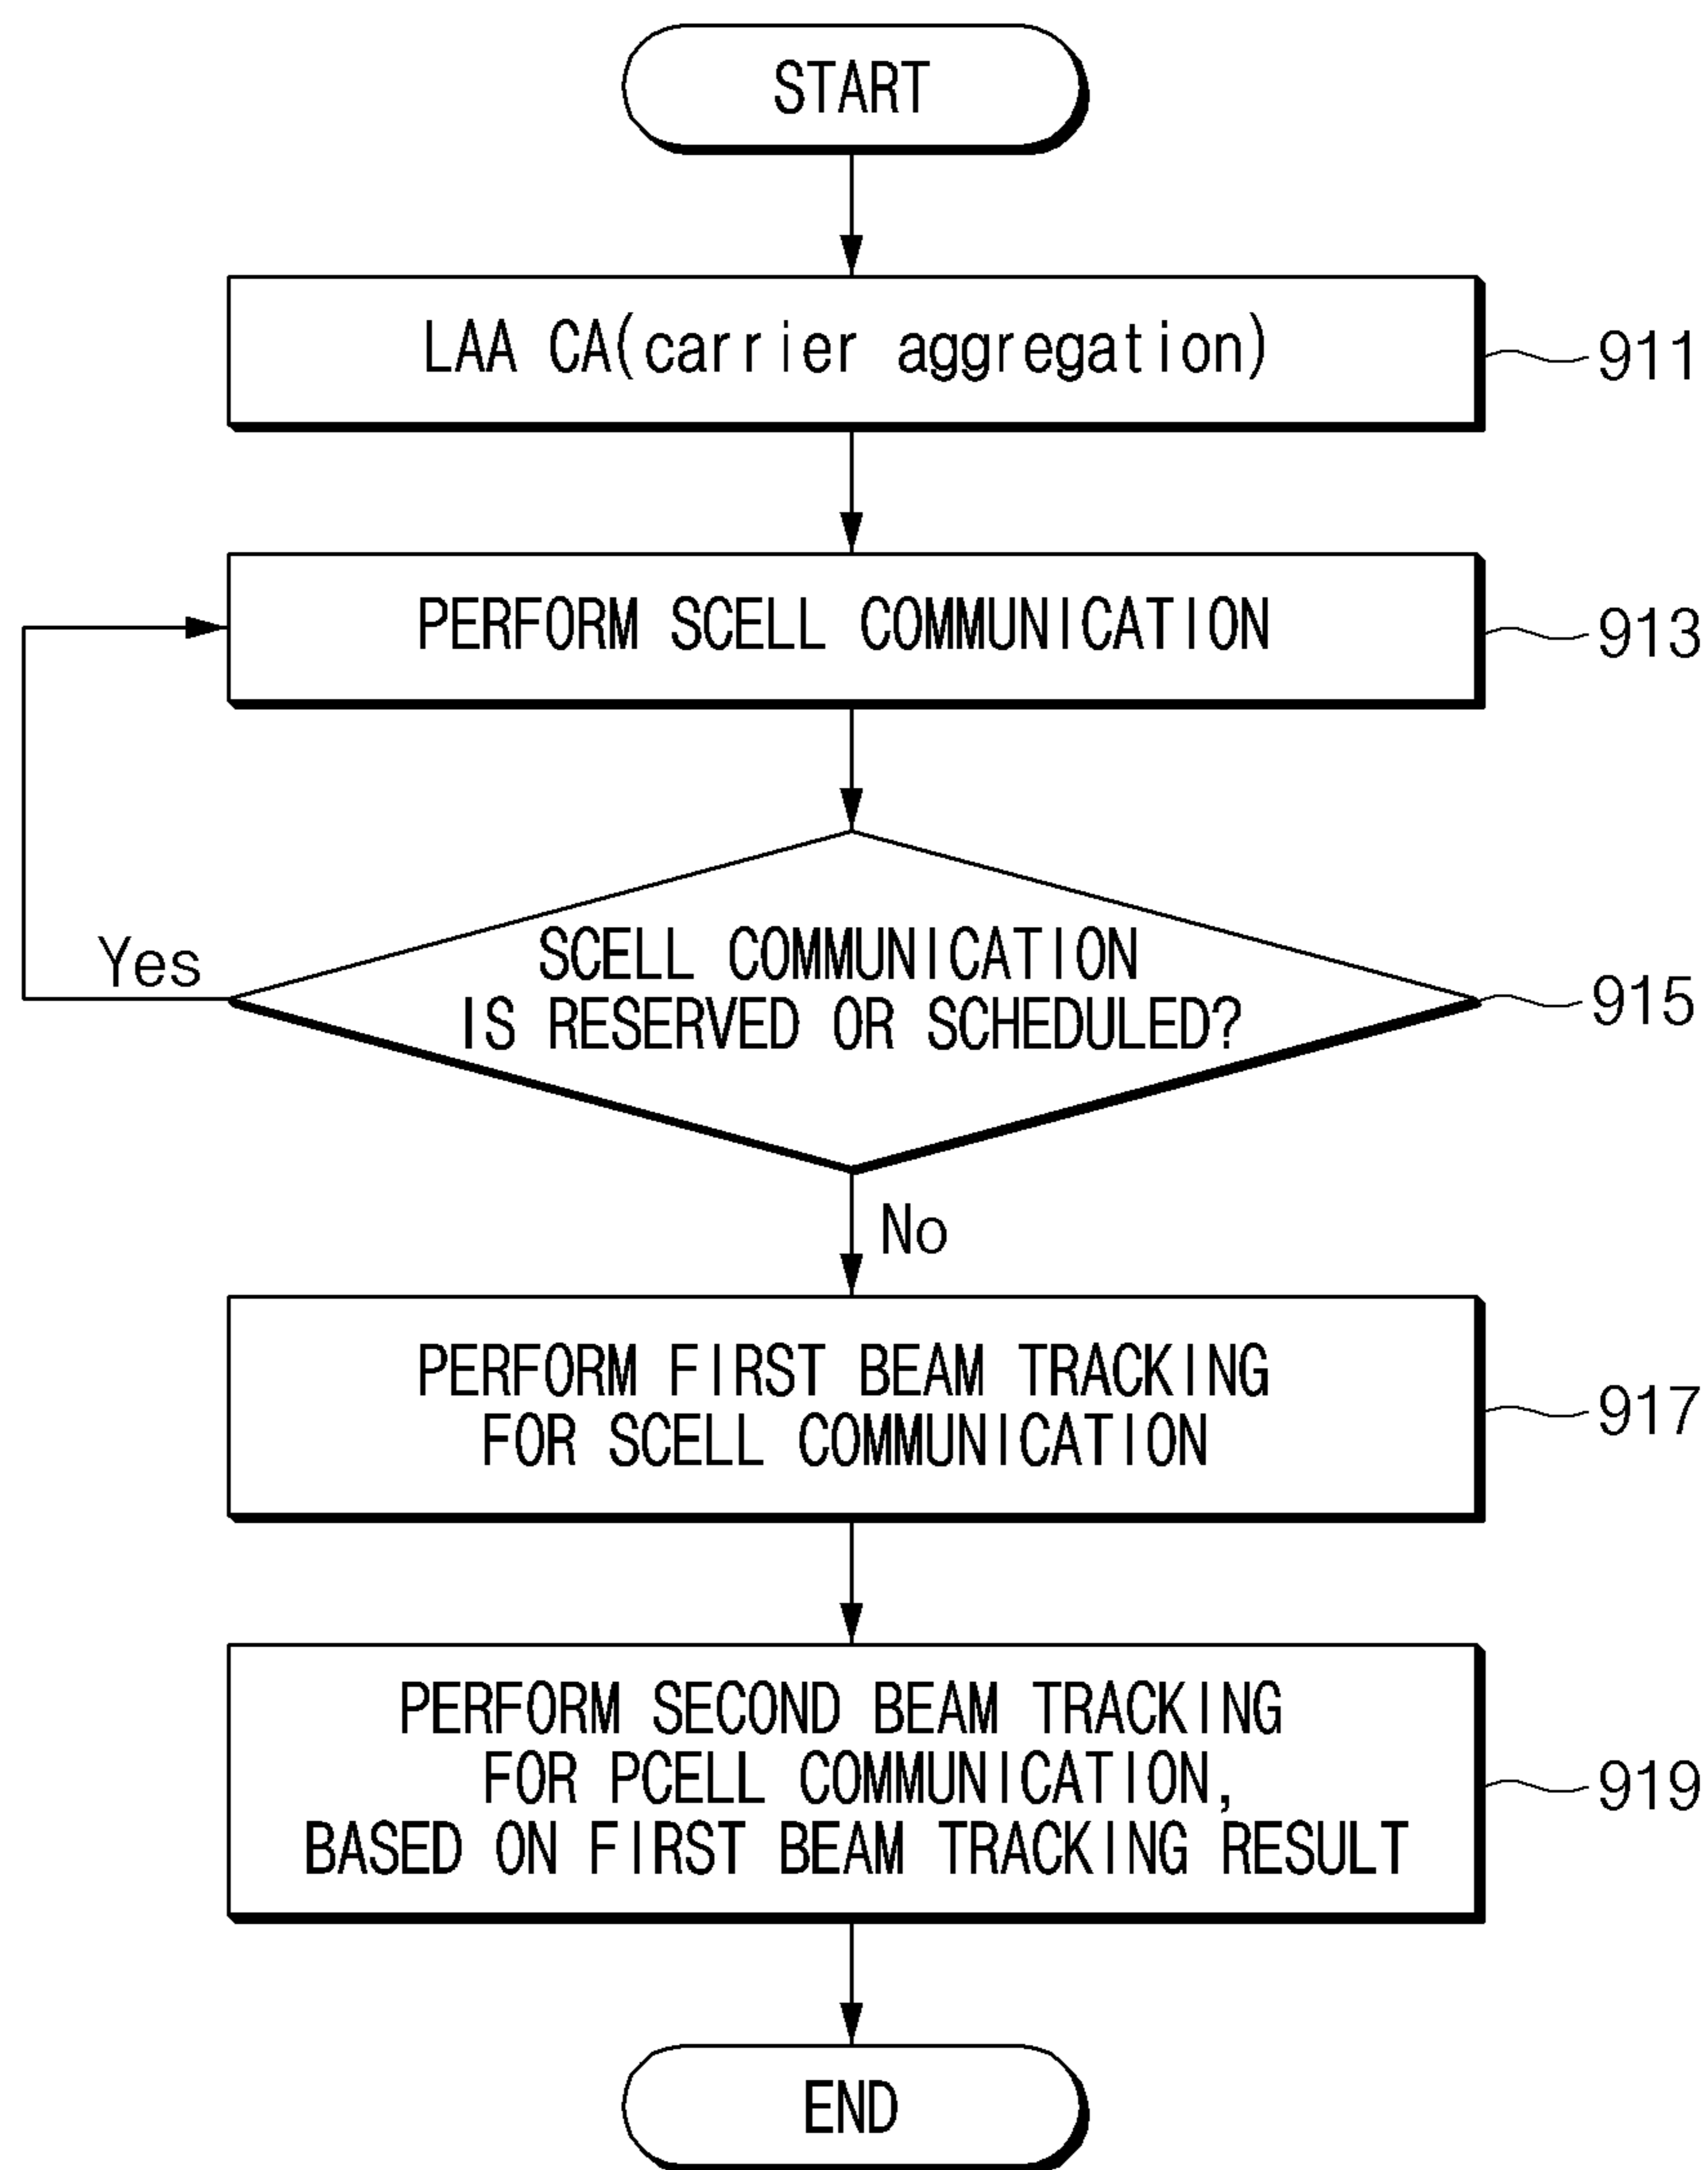 START
LAA CA(carrier aggregation)
911
PERFORM SCELL COMMUNICATION
913
SCELL COMMUNICATION
IS RESERVED OR SCHEDULED?
915
Yes
No
PERFORM FIRST BEAM TRACKING
FOR SCELL COMMUNICATION
917
PERFORM SECOND BEAM TRACKING
FOR PCELL COMMUNICATION,
BASED ON FIRST BEAM TRACKING RESULT
919
END